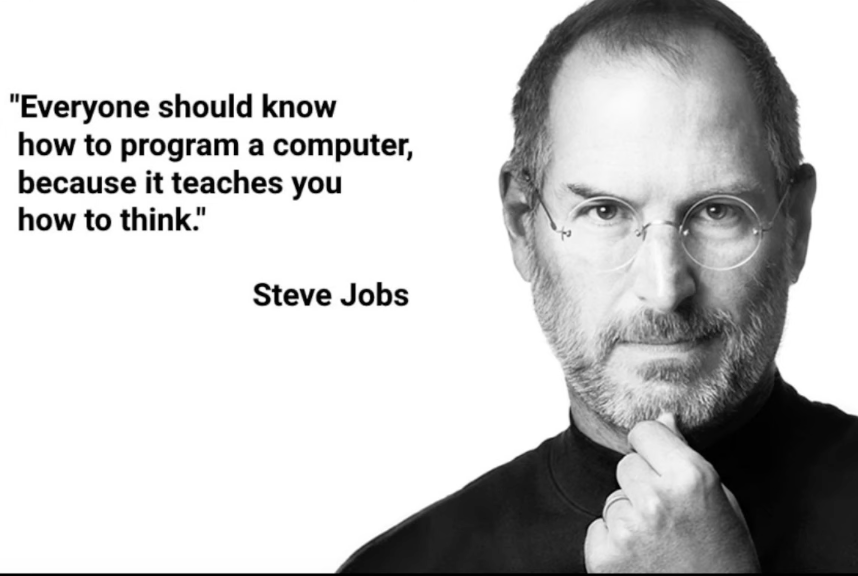 "Everyone should know
how to program a computer,
because it teaches you
how to think."
Steve Jobs